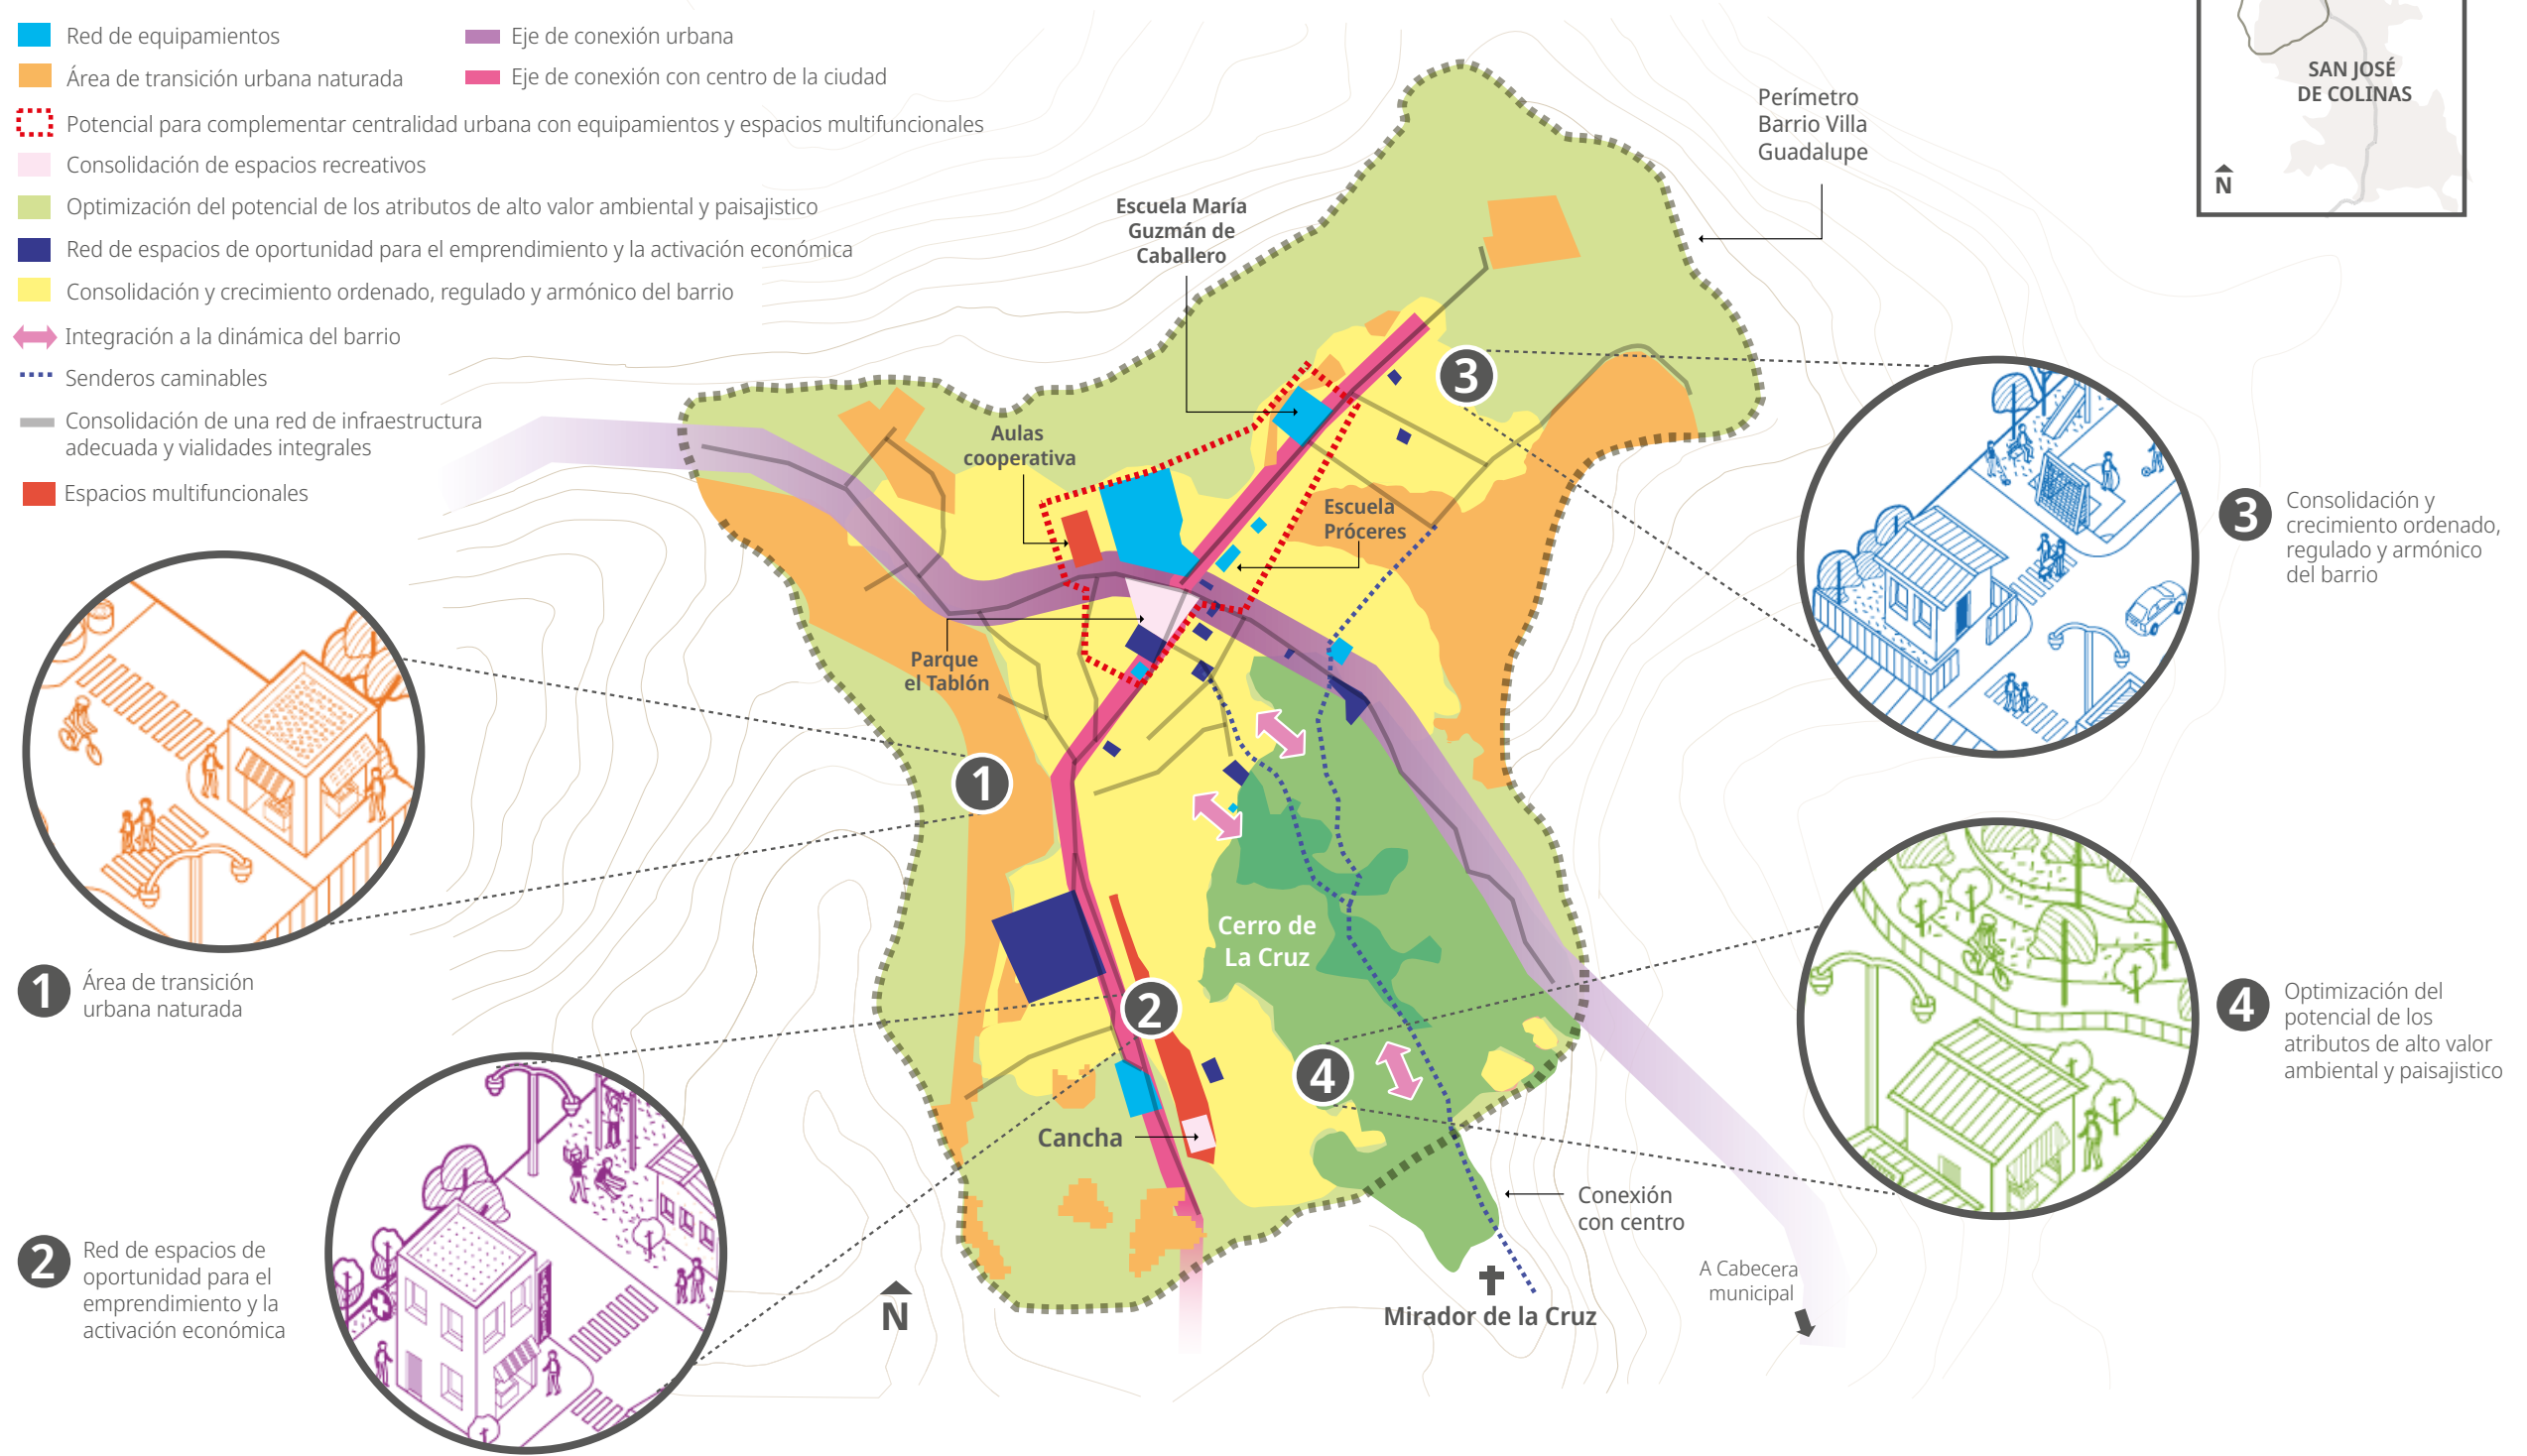 Red de equipamientos
Eje de conexión urbana
Área de transición urbana naturada
Eje de conexión con centro de la ciudad
Potencial para complementar centralidad urbana con equipamientos y espacios multifuncionales
Consolidación de espacios recreativos
Optimización del potencial de los atributos de alto valor ambiental y paisajistico
Red de espacios de oportunidad para el emprendimiento y la activación económica
Consolidación y crecimiento ordenado, regulado y armónico del barrio
Integración a la dinámica del barrio
Senderos caminables
Consolidación de una red de infraestructura
adecuada y vialidades integrales
Espacios multifuncionales
SAN JOSÉ
DE COLINAS
N
Perímetro
Barrio Villa
Guadalupe
Escuela María
Guzmán de
Caballero
Aulas
cooperativa
Escuela
Próceres
Parque
el Tablón
Cerro de
La Cruz
Cancha
Conexión
con centro
Mirador de la Cruz
A Cabecera
municipal
N
1
2
3
4
1
Área de transición
urbana naturada
2
Red de espacios de
oportunidad para el
emprendimiento y la
activación económica
3
Consolidación y
crecimiento ordenado,
regulado y armónico
del barrio
4
Optimización del
potencial de los
atributos de alto valor
ambiental y paisajistico